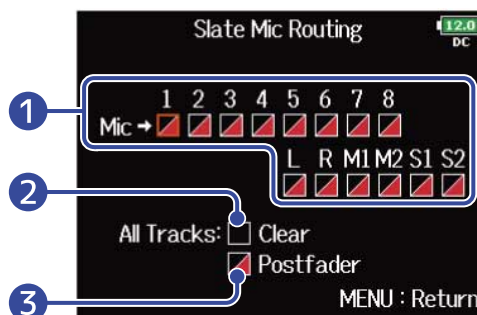 Slate Mic Routing
12.0
DC
1
1 2 3 4 5 6 7 8
Mic →
L R M1 M2 S1 S2
2
All Tracks: Clear
Postfader
3
MENU : Return